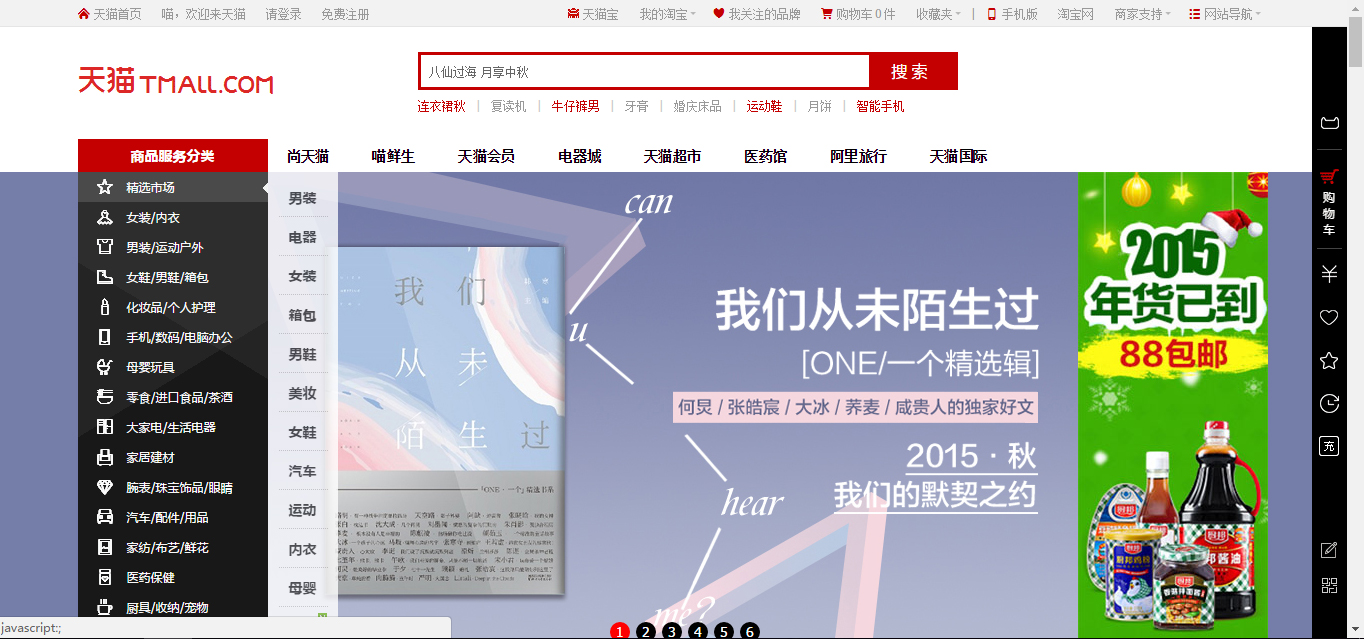 天猫首页 喵，欢迎来天猫 请登录 免费注册 天猫宝 我的淘宝 我关注的品牌 购物车0件 收藏夹 手机版 淘宝网 商家支持 网站导航
天猫 TMALL.COM
八仙过海 月享中秋 搜索
连衣裙秋 复读机 牛仔裤男 牙膏 婚庆床品 运动鞋 月饼 智能手机
商品服务分类 尚天猫 喵鲜生 天猫会员 电器城 天猫超市 医药馆 阿里旅行 天猫国际
精选市场
女装/内衣
男装/运动户外
女鞋/男鞋/箱包
化妆品/个人护理
手机/数码/电脑办公
母婴玩具
零食/进口食品/茶酒
大家电/生活电器
家居建材
腕表/珠宝饰品/眼睛
汽车/配件/用品
家纺/布艺/鲜花
医药保健
厨具/收纳/宠物
男装
电器
女装
箱包
男鞋
美妆
女鞋
汽车
运动
内衣
母婴
我们
从未
陌生过
「ONE·一个」精选书系
can
u
hear
me?
我们从未陌生过
[ONE/一个精选辑]
何炅 / 张皓宸 / 大冰 / 荞麦 / 咸贵人的独家好文
2015 · 秋
我们的默契之约
1 2 3 4 5 6
2015
年货已到
88包邮
厨邦
厨邦酱油
购物车
充
javascript:;